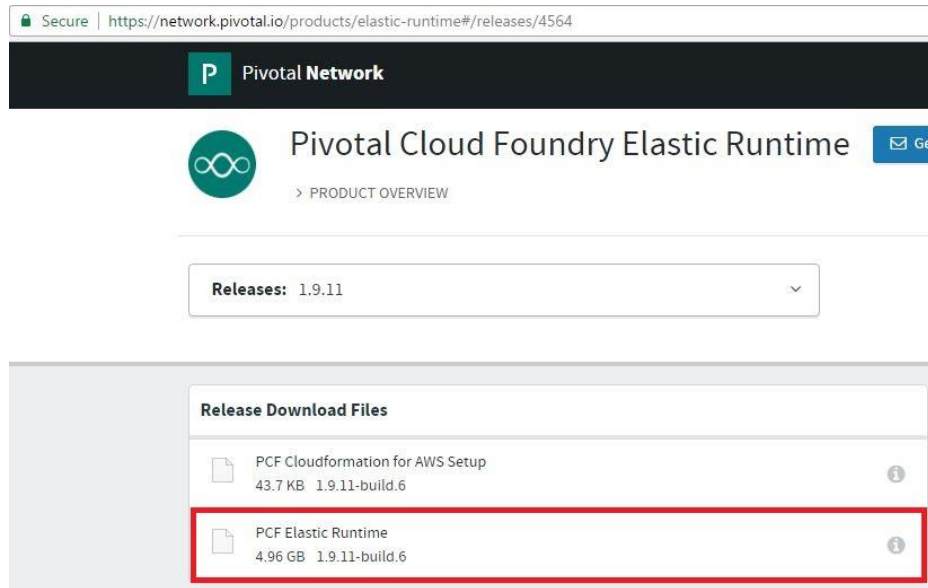 Secure | https://network.pivotal.io/products/elastic-runtime#/releases/4564
P Pivotal Network
Pivotal Cloud Foundry Elastic Runtime
Ge
> PRODUCT OVERVIEW
Releases: 1.9.11
Release Download Files
PCF Cloudformation for AWS Setup
43.7 KB 1.9.11-build.6
PCF Elastic Runtime
4.96 GB 1.9.11-build.6